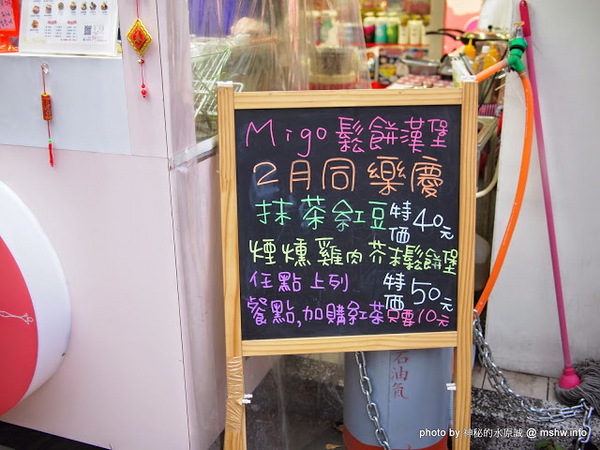 Migo鬆餅漢堡
2月同樂慶
抹茶紅豆 特價40元
煙燻雞肉芥末鬆餅堡
任點上列 特價50元
餐點,加購紅茶只要10元
石油氣
photo by 神秘的水原誠 @ mshw.info